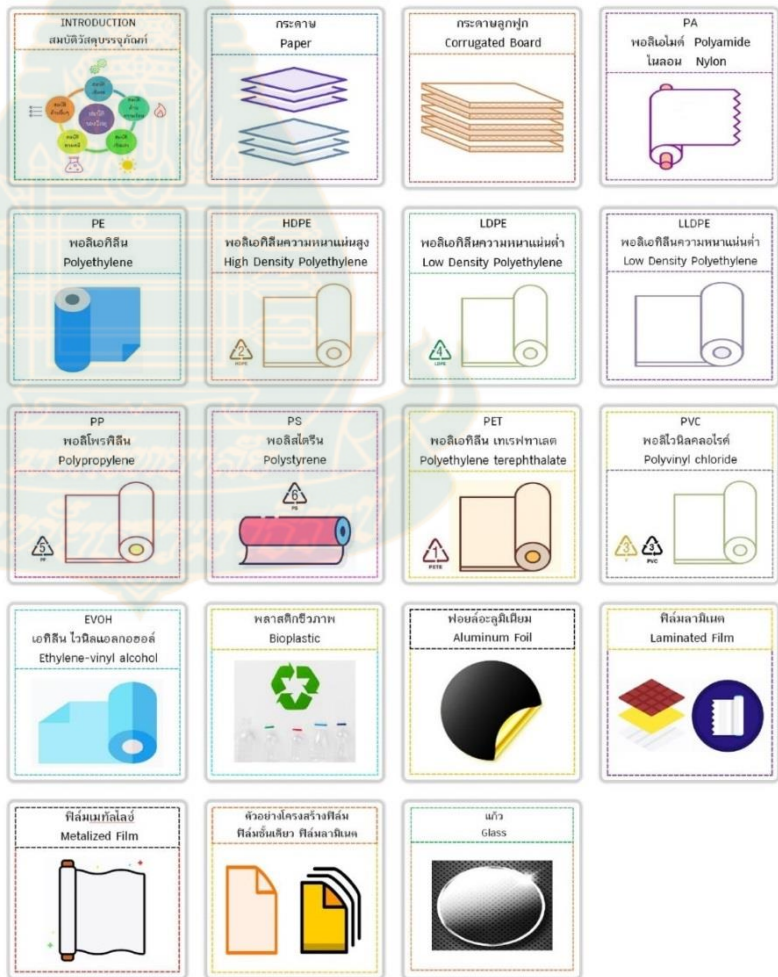 INTRODUCTION
สมบัติวัสดุบรรจุภัณฑ์
กระดาษ
Paper
กระดาษลูกฟูก
Corrugated Board
PA
พอลิเอไมด์ Polyamide
ไนลอน Nylon
PE
พอลิเอทิลีน
Polyethylene
HDPE
พอลิเอทิลีนความหนาแน่นสูง
High Density Polyethylene
2
HDPE
LDPE
พอลิเอทิลีนความหนาแน่นต่ำ
Low Density Polyethylene
4
LDPE
LLDPE
พอลิเอทิลีนความหนาแน่นต่ำ
Low Density Polyethylene
PP
พอลิโพรพิลีน
Polypropylene
5
PP
PS
พอลิสไตรีน
Polystyrene
6
PS
PET
พอลิเอทิลีน เทเรฟทาเลต
Polyethylene terephthalate
1
PETE
PVC
พอลิไวนิลคลอไรด์
Polyvinyl chloride
3
V
3
PVC
EVOH
เอทิลีน ไวนิลแอลกอฮอล์
Ethylene-vinyl alcohol
พลาสติกชีวภาพ
Bioplastic
ฟอยล์อะลูมิเนียม
Aluminum Foil
ฟิล์มลามิเนต
Laminated Film
ฟิล์มเมทัลไลซ์
Metalized Film
ตัวอย่างโครงสร้างฟิล์ม
ฟิล์มชั้นเดียว ฟิล์มลามิเนต
แก้ว
Glass